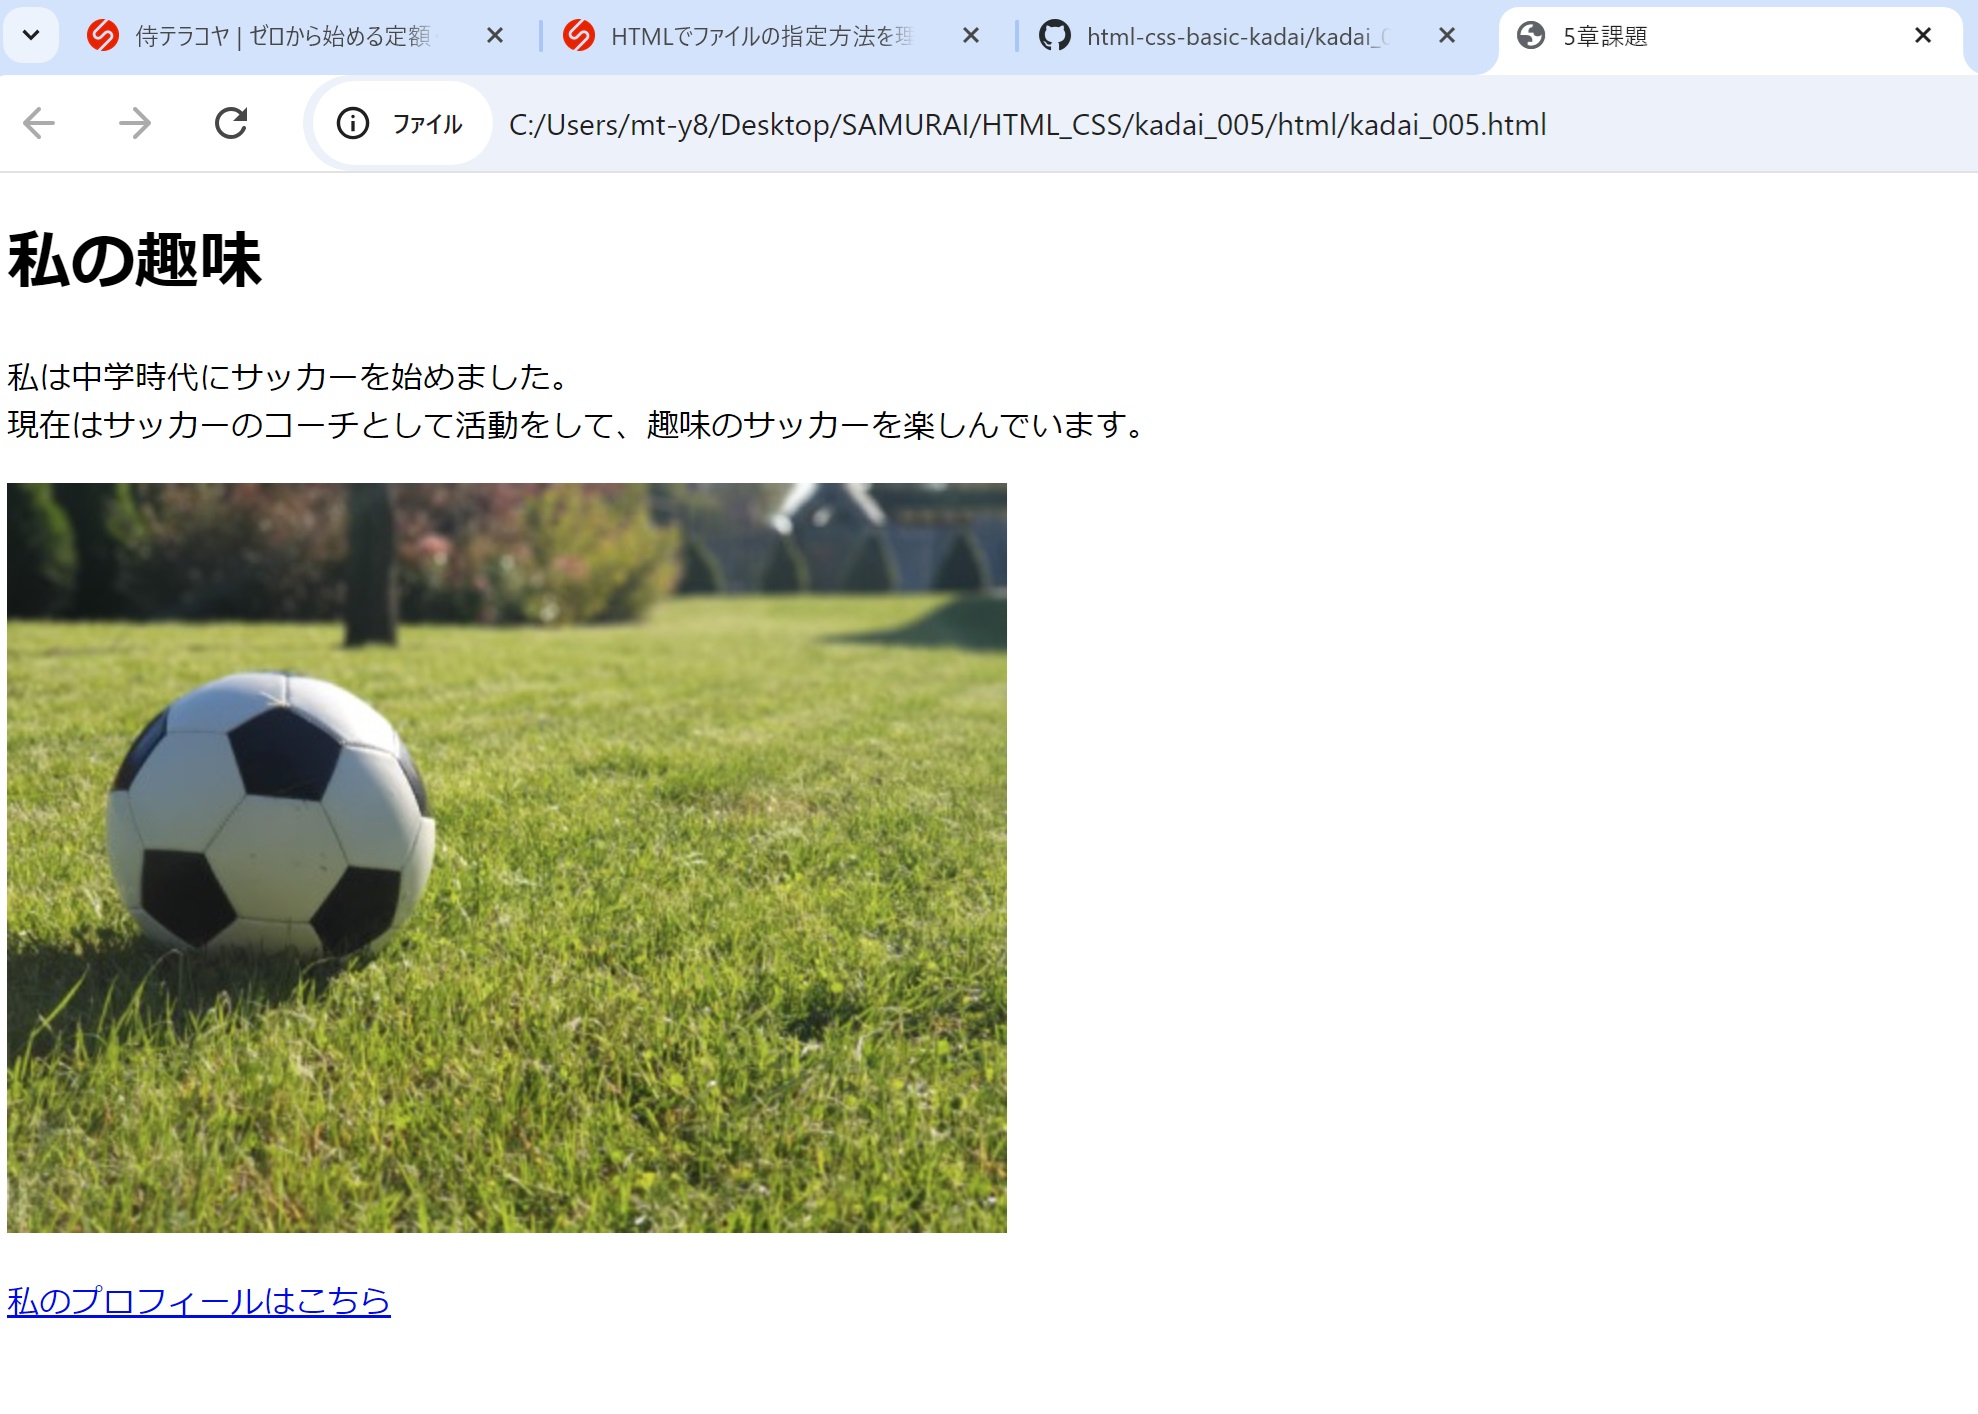 侍テラコヤ | ゼロから始める定額
HTMLでファイルの指定方法を理
html-css-basic-kadai/kadai_0
5章課題
ファイル
C:/Users/mt-y8/Desktop/SAMURAI/HTML_CSS/kadai_005/html/kadai_005.html
私の趣味
私は中学時代にサッカーを始めました。
現在はサッカーのコーチとして活動をして、趣味のサッカーを楽しんでいます。
私のプロフィールはこちら